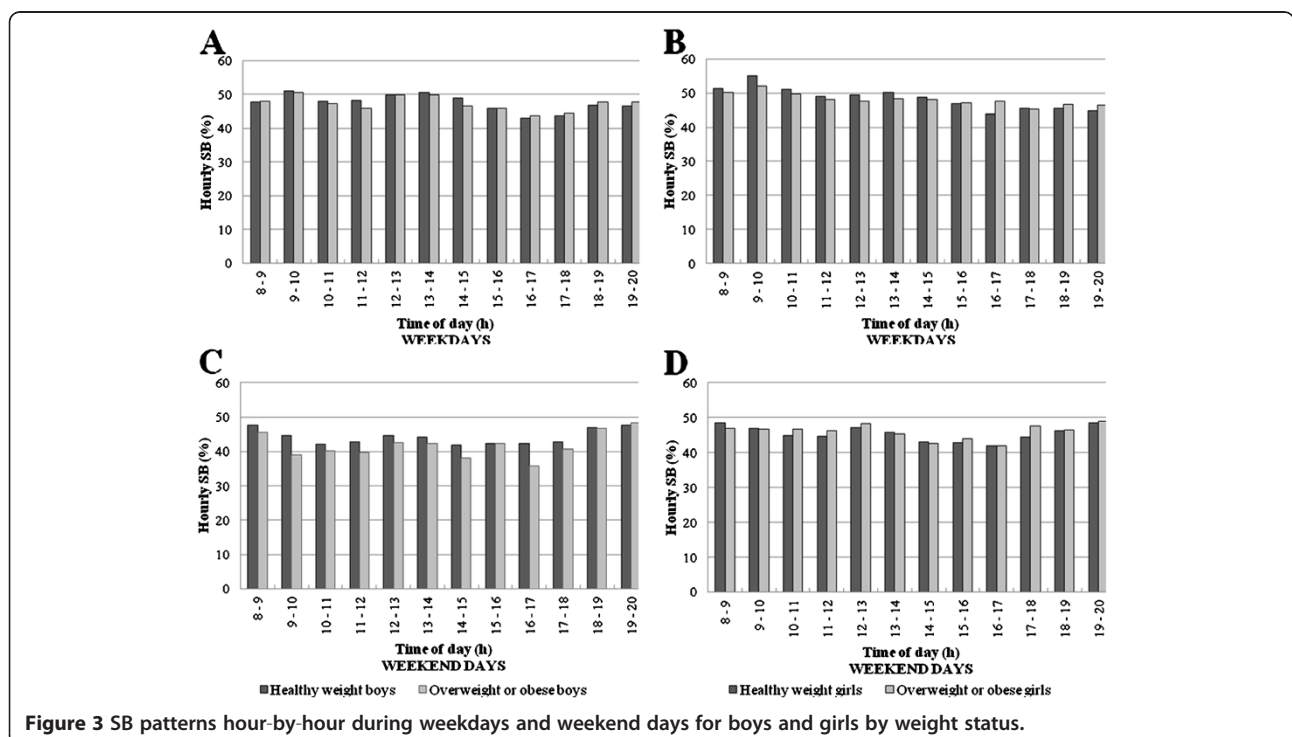 A
Hourly SB (%)
60
50
40
30
20
10
0
8 - 9
9 - 10
10 - 11
11 - 12
12 - 13
13 - 14
14 - 15
15 - 16
16 - 17
17 - 18
18 - 19
19 - 20
Time of day (h)
WEEKDAYS
B
Hourly SB (%)
60
50
40
30
20
10
0
8 - 9
9 - 10
10 - 11
11 - 12
12 - 13
13 - 14
14 - 15
15 - 16
16 - 17
17 - 18
18 - 19
19 - 20
Time of day (h)
WEEKDAYS
C
Hourly SB (%)
60
50
40
30
20
10
0
8 - 9
9 - 10
10 - 11
11 - 12
12 - 13
13 - 14
14 - 15
15 - 16
16 - 17
17 - 18
18 - 19
19 - 20
Time of day (h)
WEEKEND DAYS
Healthy weight boys Overweight or obese boys
D
Hourly SB (%)
60
50
40
30
20
10
0
8 - 9
9 - 10
10 - 11
11 - 12
12 - 13
13 - 14
14 - 15
15 - 16
16 - 17
17 - 18
18 - 19
19 - 20
Time of day (h)
WEEKEND DAYS
Healthy weight girls Overweight or obese girls
Figure 3 SB patterns hour-by-hour during weekdays and weekend days for boys and girls by weight status.